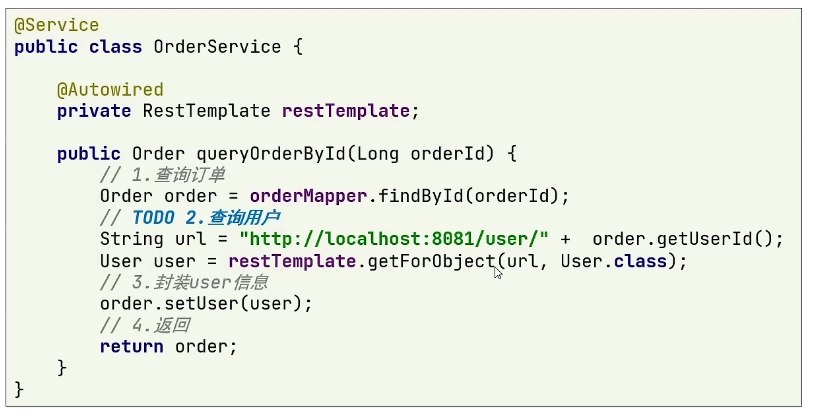 @Service
public class OrderService {
@Autowired
private RestTemplate restTemplate;
public Order queryOrderById(Long orderId) {
// 1.查询订单
Order order = orderMapper.findById(orderId);
// TODO 2.查询用户
String url = "http://localhost:8081/user/" +  order.getUserId();
User user = restTemplate.getForObject(url, User.class);
// 3.封装user信息
order.setUser(user);
// 4.返回
return order;
}
}